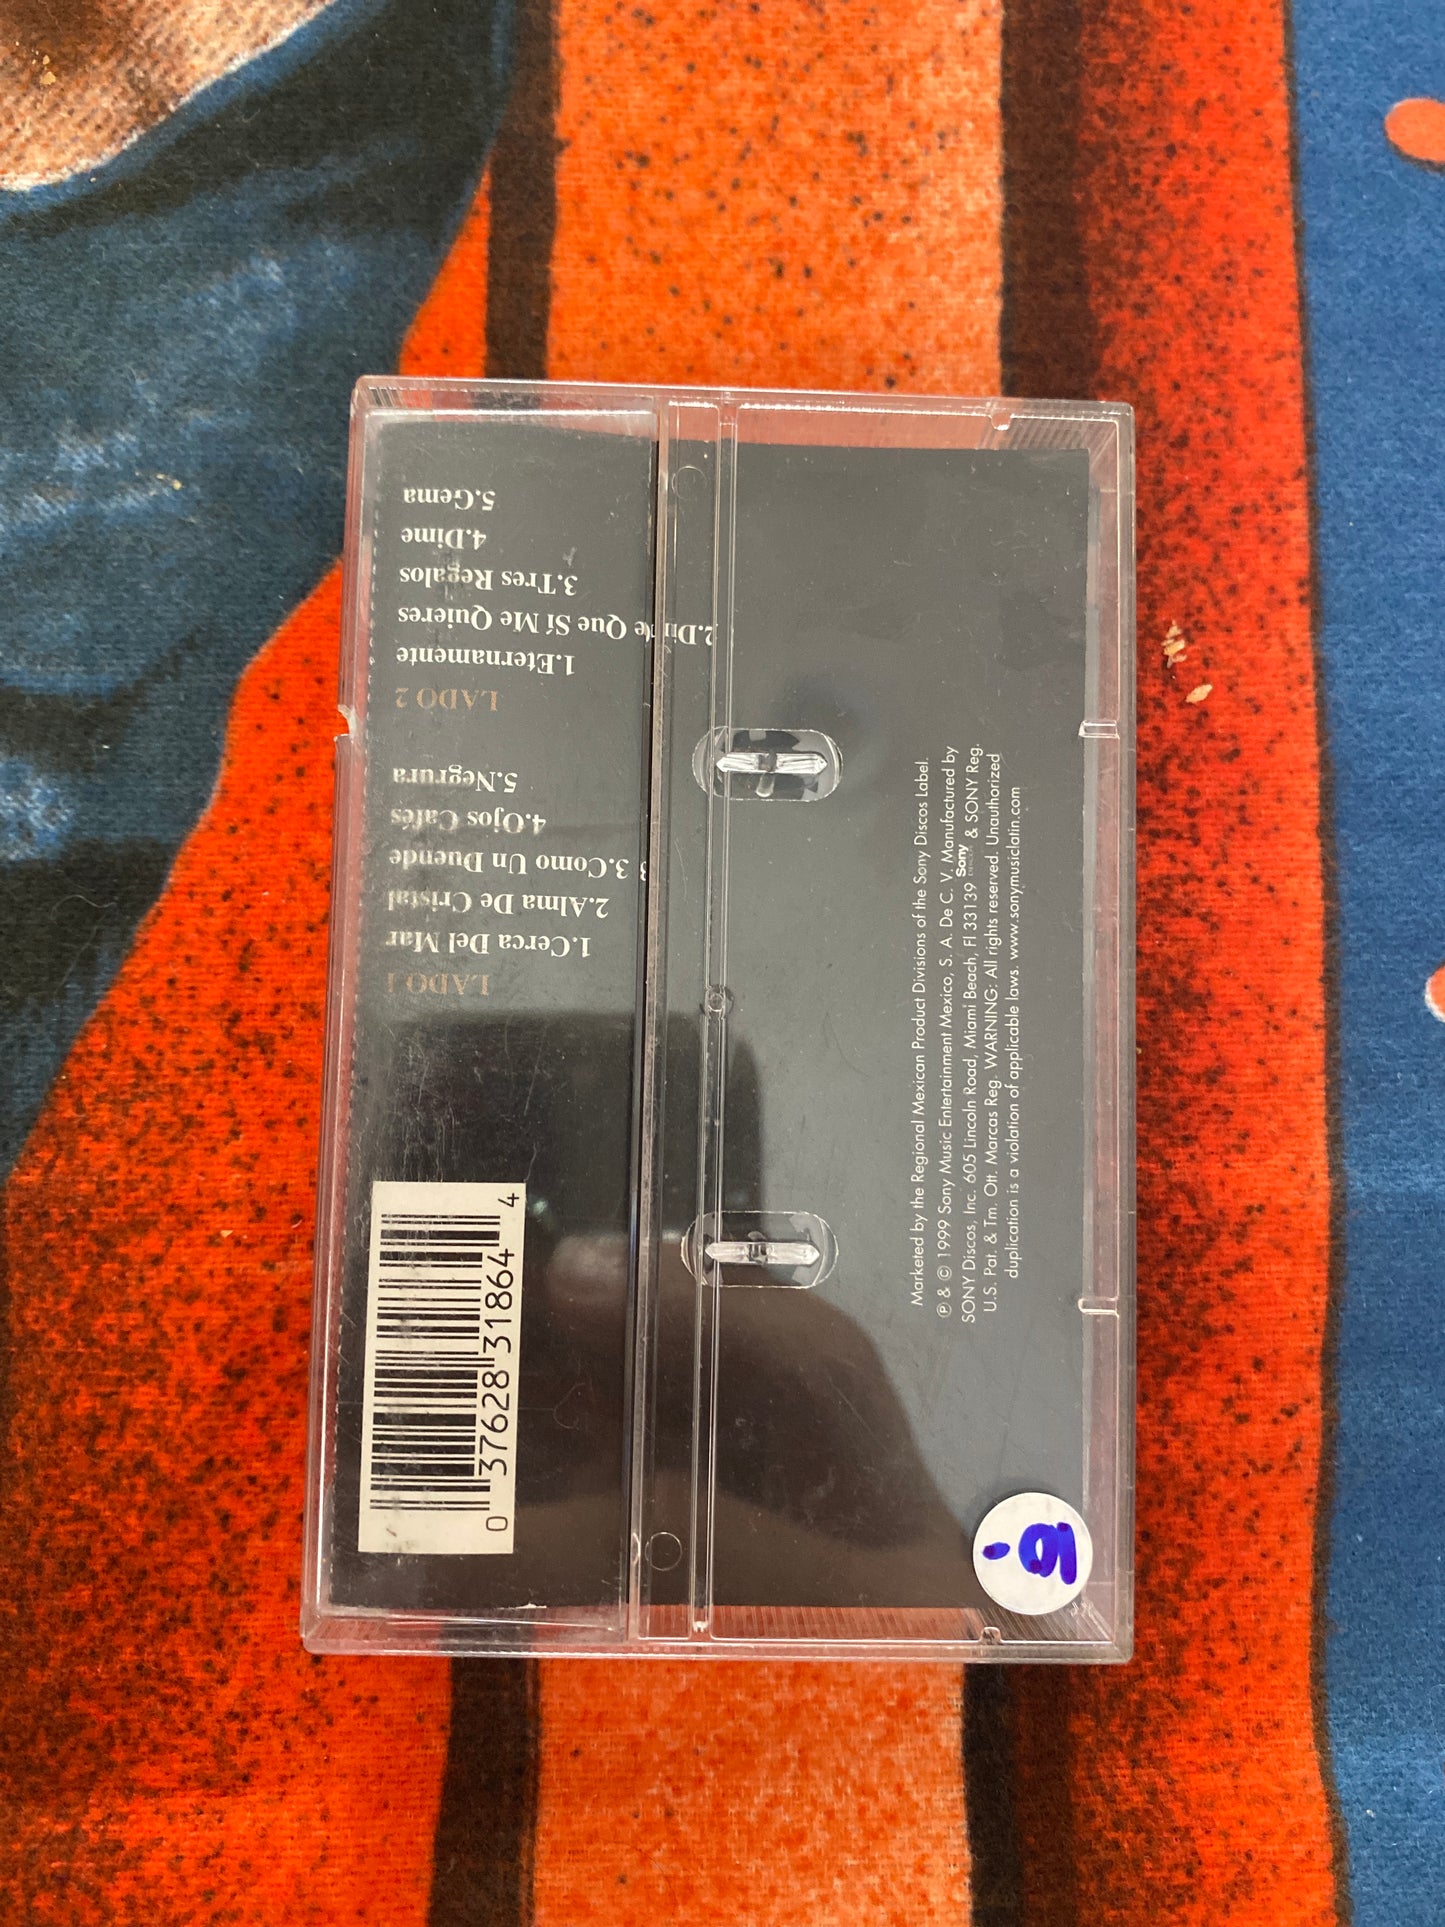 LADO 1
1.Cerca Del Mar
2.Alma De Cristal
3.Como Un Duende
4.Ojos Cafés
5.Negrura
LADO 2
1.Eternamente
2.Dime Que Sí Me Quieres
3.Tres Regalos
4.Dime
5.Gema
0 37628 31864 4
Marketed by the Regional Mexican Product Divisions of the Sony Discos Label.
℗ & © 1999 Sony Music Entertainment Mexico, S. A. De C. V. Manufactured by
SONY Discos, Inc. 605 Lincoln Road, Miami Beach, Fl 33139 Sony & SONY Reg.
U.S. Pat. & Tm. Off. Marcas Reg. WARNING: All rights reserved. Unauthorized
duplication is a violation of applicable laws. www.sonymusiclatin.com